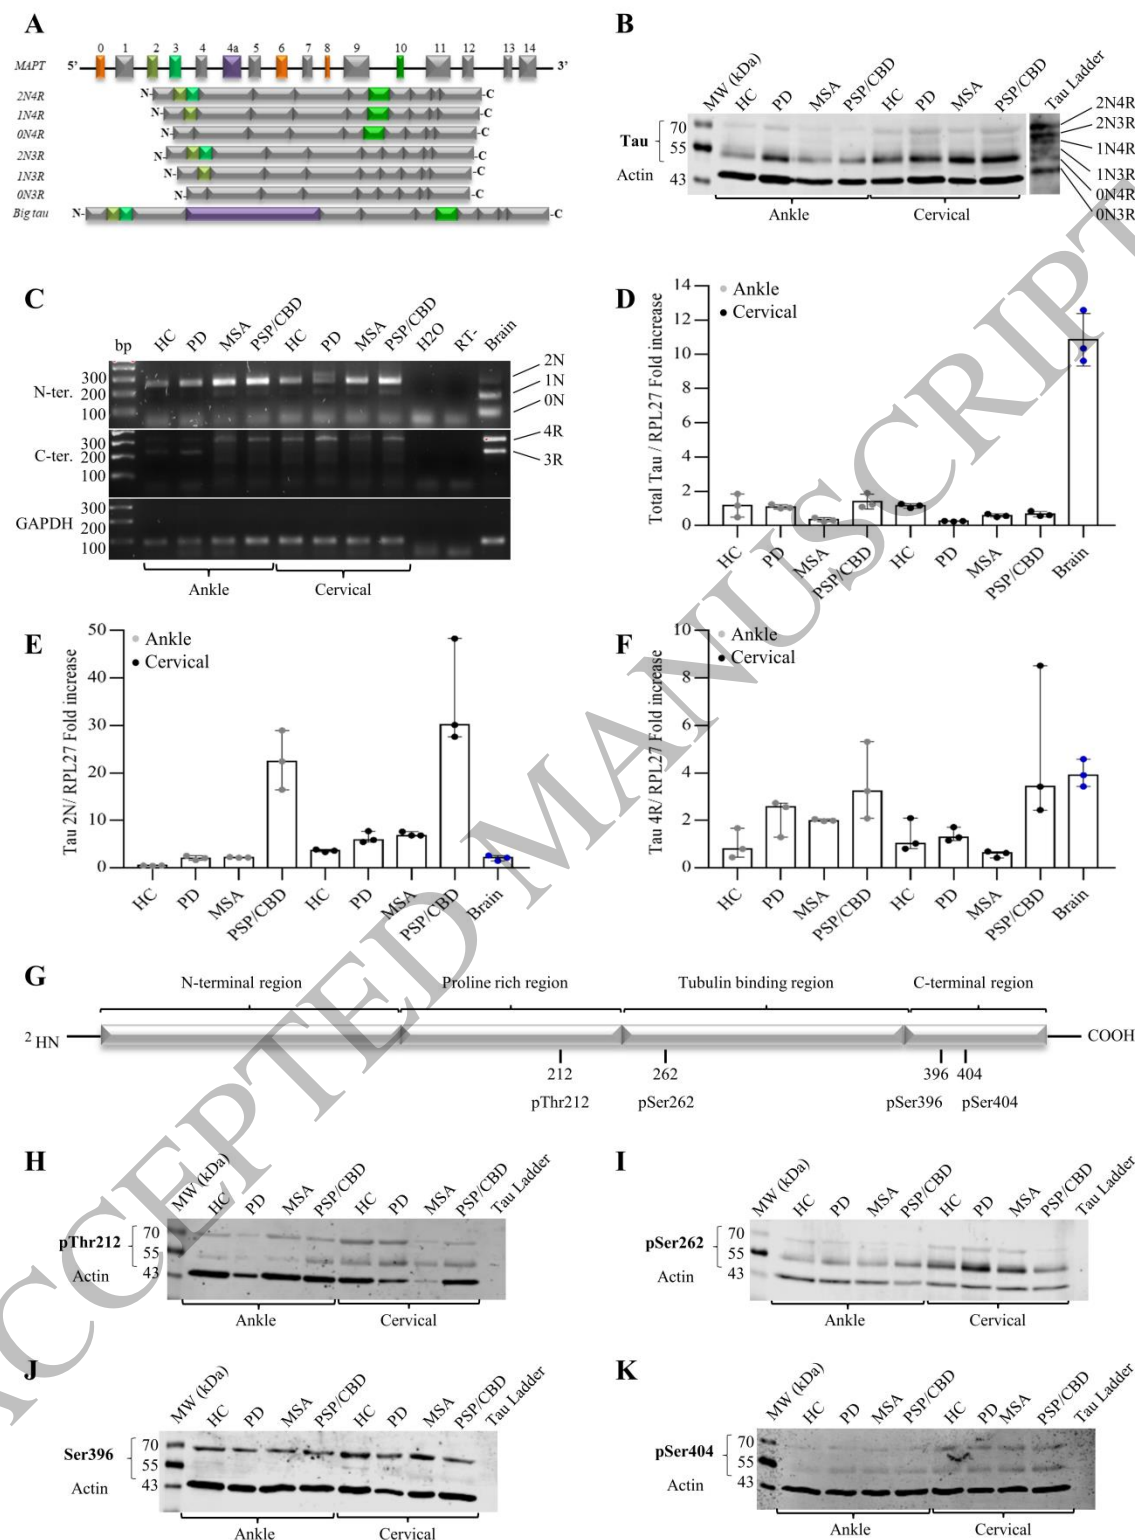 A
0 1 2 3 4 4a 5 6 7 8 9 10 11 12 13 14
MAPT 5' 3'
2N4R N- -C
1N4R N- -C
0N4R N- -C
2N3R N- -C
1N3R N- -C
0N3R N- -C
Big tau N- -C
B
MW (kDa) HC PD MSA PSP/CBD HC PD MSA PSP/CBD Tau Ladder
70
Tau 55
Actin 43
2N4R
2N3R
1N4R
1N3R
0N4R
0N3R
Ankle Cervical
C
bp HC PD MSA PSP/CBD HC PD MSA PSP/CBD H2O RT- Brain
N-ter. 300 200 100
2N
1N
0N
C-ter. 300 200 100
4R
3R
GAPDH 300 200 100
Ankle Cervical
D
Total Tau / RPL27 Fold increase
14
12
10
8
6
4
2
0
Ankle
Cervical
HC PD MSA PSP/CBD HC PD MSA PSP/CBD Brain
E
Tau 2N/ RPL27 Fold increase
50
40
30
20
10
0
Ankle
Cervical
HC PD MSA PSP/CBD HC PD MSA PSP/CBD Brain
F
Tau 4R/ RPL27 Fold increase
10
8
6
4
2
0
Ankle
Cervical
HC PD MSA PSP/CBD HC PD MSA PSP/CBD Brain
G
N-terminal region Proline rich region Tubulin binding region C-terminal region
2 HN COOH
212 262 396 404
pThr212 pSer262 pSer396 pSer404
H
MW (kDa) HC PD MSA PSP/CBD HC PD MSA PSP/CBD Tau Ladder
70
pThr212 55
Actin 43
Ankle Cervical
I
MW (kDa) HC PD MSA PSP/CBD HC PD MSA PSP/CBD Tau Ladder
70
pSer262 55
Actin 43
Ankle Cervical
J
MW (kDa) HC PD MSA PSP/CBD HC PD MSA PSP/CBD Tau Ladder
70
Ser396 55
Actin 43
Ankle Cervical
K
MW (kDa) HC PD MSA PSP/CBD HC PD MSA PSP/CBD Tau Ladder
70
pSer404 55
Actin 43
Ankle Cervical
ACCEPTED MANUSCRIPT